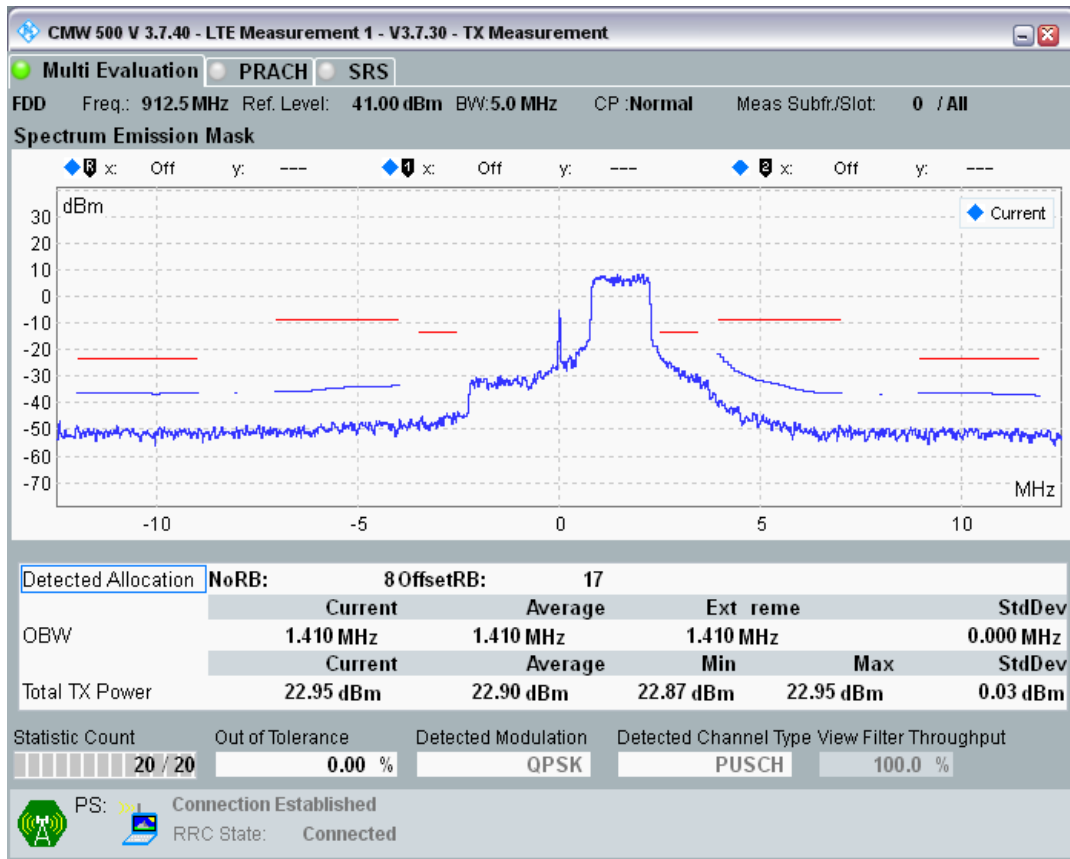 CMW 500 V 3.7.40 - LTE Measurement 1 - V3.7.30 - TX Measurement
Multi Evaluation PRACH SRS
FDD Freq.: 912.5 MHz Ref. Level: 41.00 dBm BW:5.0 MHz CP :Normal Meas Subfr./Slot: 0 / All
Spectrum Emission Mask
R x: Off y: --- 1 x: Off y: --- 2 x: Off y: ---
dBm
Current
30
20
10
0
-10
-20
-30
-40
-50
-60
-70
MHz
-10 -5 0 5 10
Detected Allocation NoRB: 8 OffsetRB: 17
Current Average Ext reme StdDev
OBW 1.410 MHz 1.410 MHz 1.410 MHz 0.000 MHz
Current Average Min Max StdDev
Total TX Power 22.95 dBm 22.90 dBm 22.87 dBm 22.95 dBm 0.03 dBm
Statistic Count Out of Tolerance Detected Modulation Detected Channel Type View Filter Throughput
20 / 20 0.00 % QPSK PUSCH 100.0 %
PS: Connection Established
RRC State: Connected